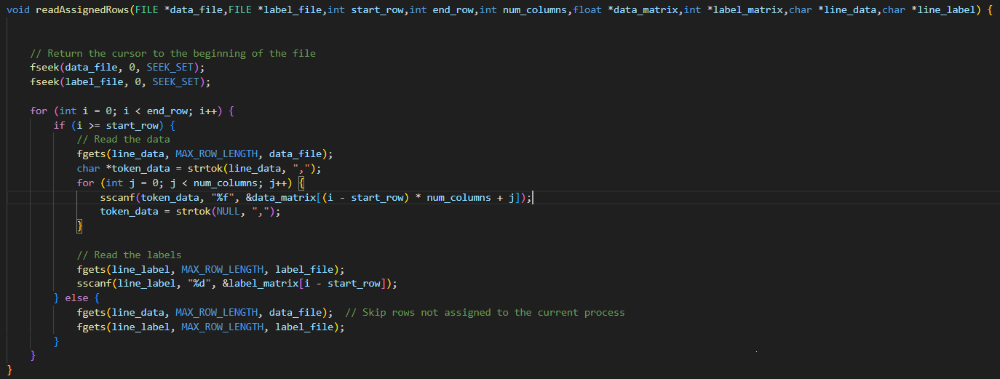 void readAssignedRows(FILE *data_file,FILE *label_file,int start_row,int end_row,int num_columns,float *data_matrix,int *label_matrix,char *line_data,char *line_label) {
    // Return the cursor to the beginning of the file
    fseek(data_file, 0, SEEK_SET);
    fseek(label_file, 0, SEEK_SET);
    for (int i = 0; i < end_row; i++) {
        if (i >= start_row) {
            // Read the data
            fgets(line_data, MAX_ROW_LENGTH, data_file);
            char *token_data = strtok(line_data, ",");
            for (int j = 0; j < num_columns; j++) {
                sscanf(token_data, "%f", &data_matrix[(i - start_row) * num_columns + j]);
                token_data = strtok(NULL, ",");
            }
            // Read the labels
            fgets(line_label, MAX_ROW_LENGTH, label_file);
            sscanf(line_label, "%d", &label_matrix[i - start_row]);
        } else {
            fgets(line_data, MAX_ROW_LENGTH, data_file);  // Skip rows not assigned to the current process
            fgets(line_label, MAX_ROW_LENGTH, label_file);
        }
    }
}